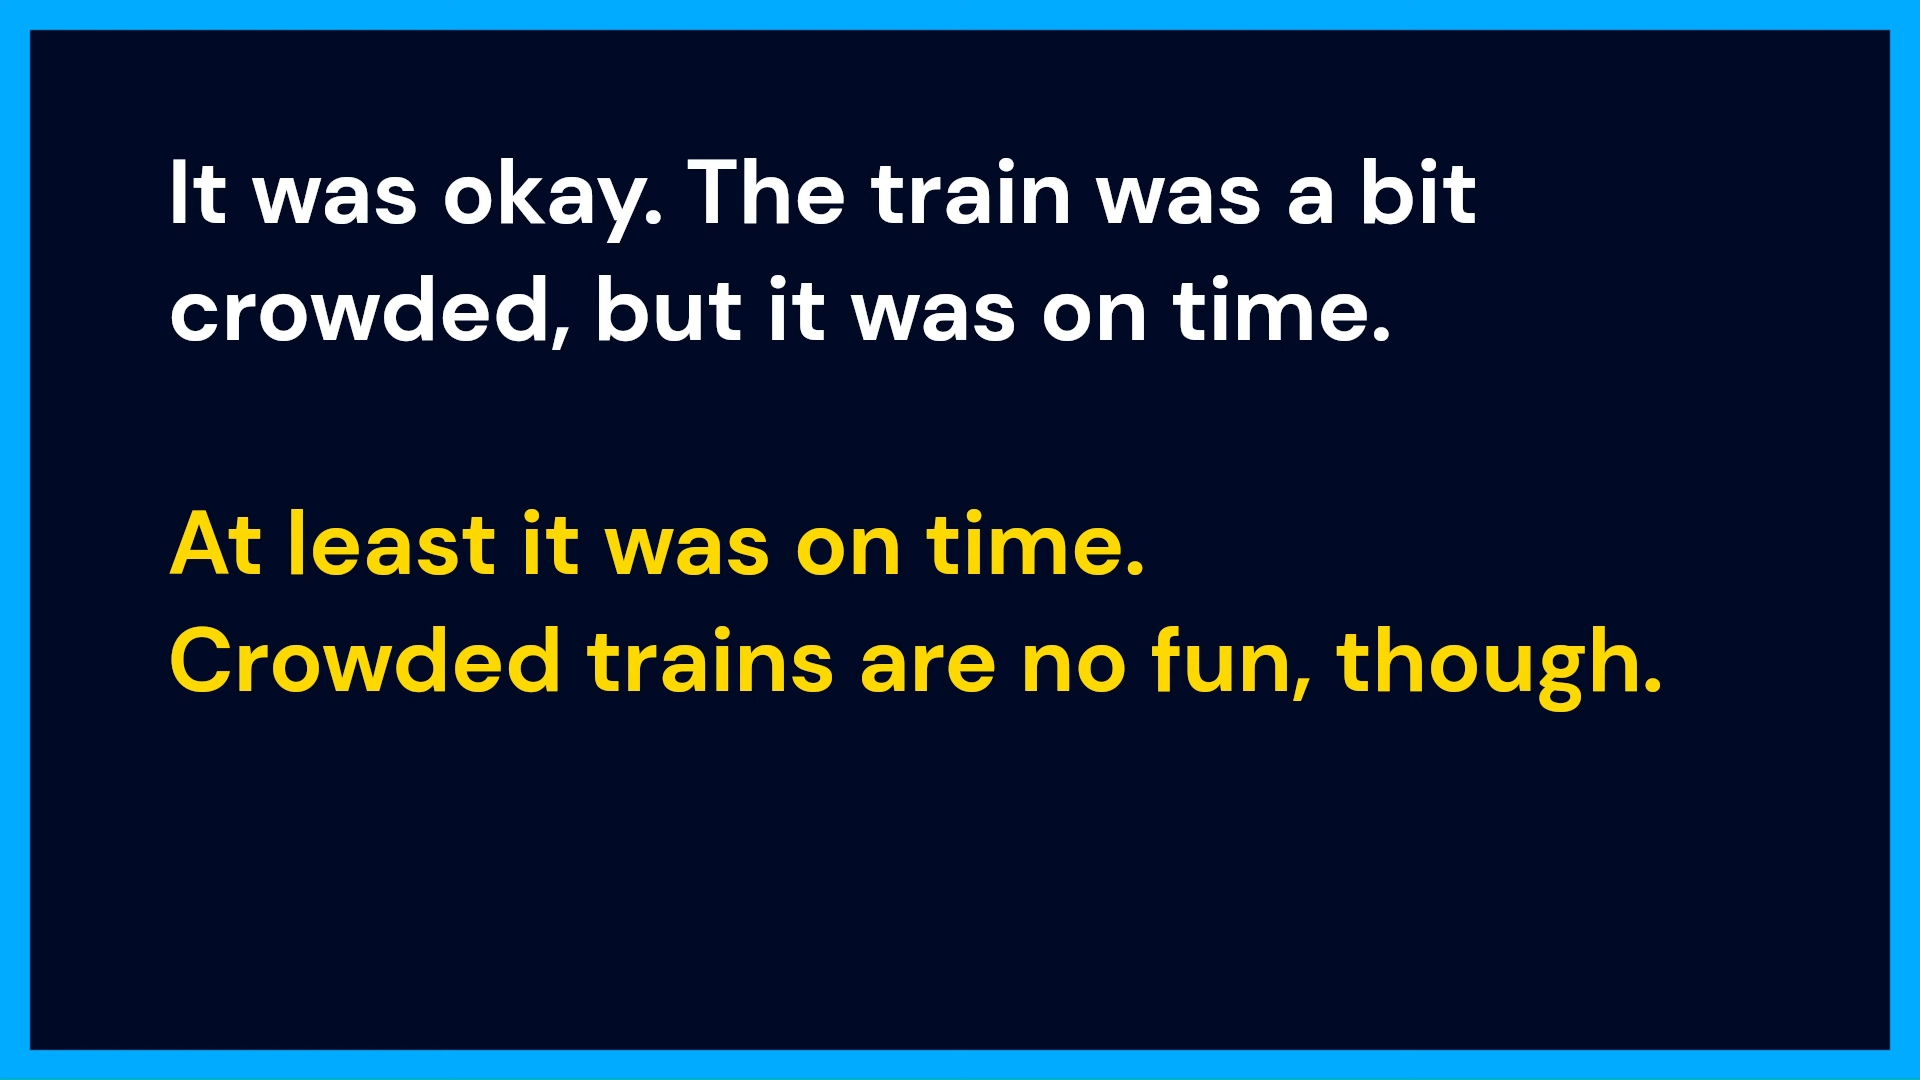 It was okay. The train was a bit
crowded, but it was on time.
At least it was on time.
Crowded trains are no fun, though.